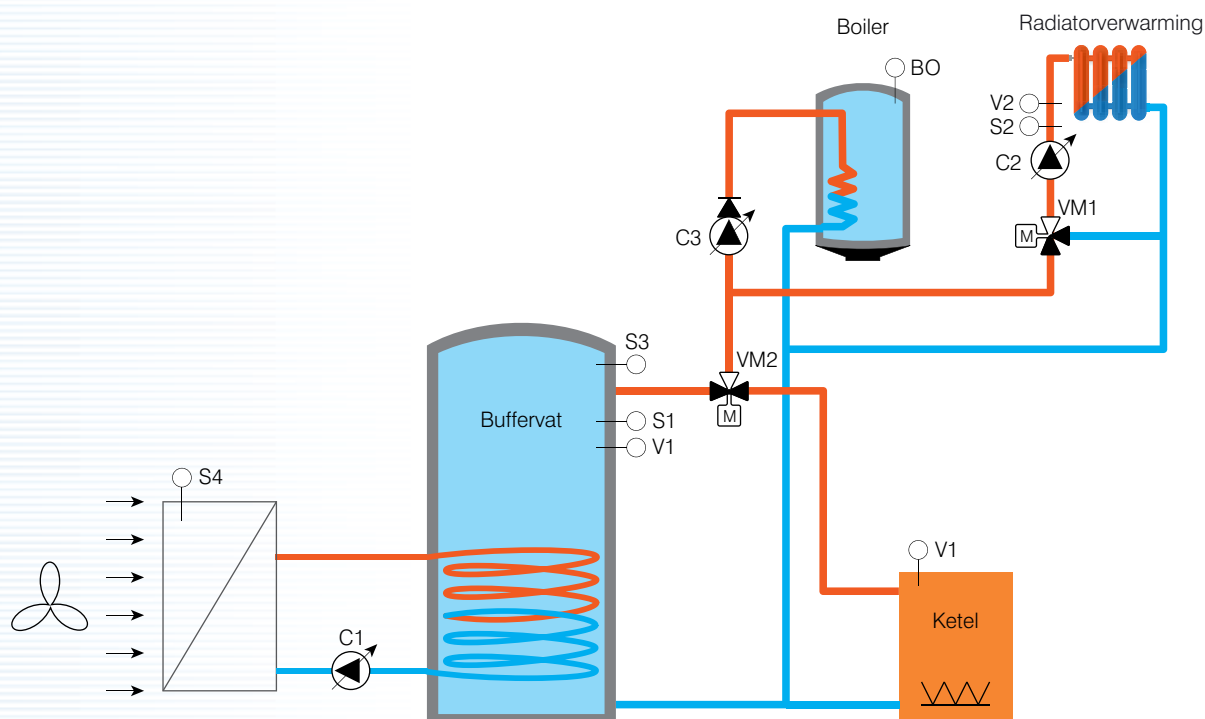 Boiler
Radiatorverwarming
BO
V2
S2
C2
VM1
M
C3
S3
VM2
M
Buffervat
S1
V1
S4
V1
Ketel
C1